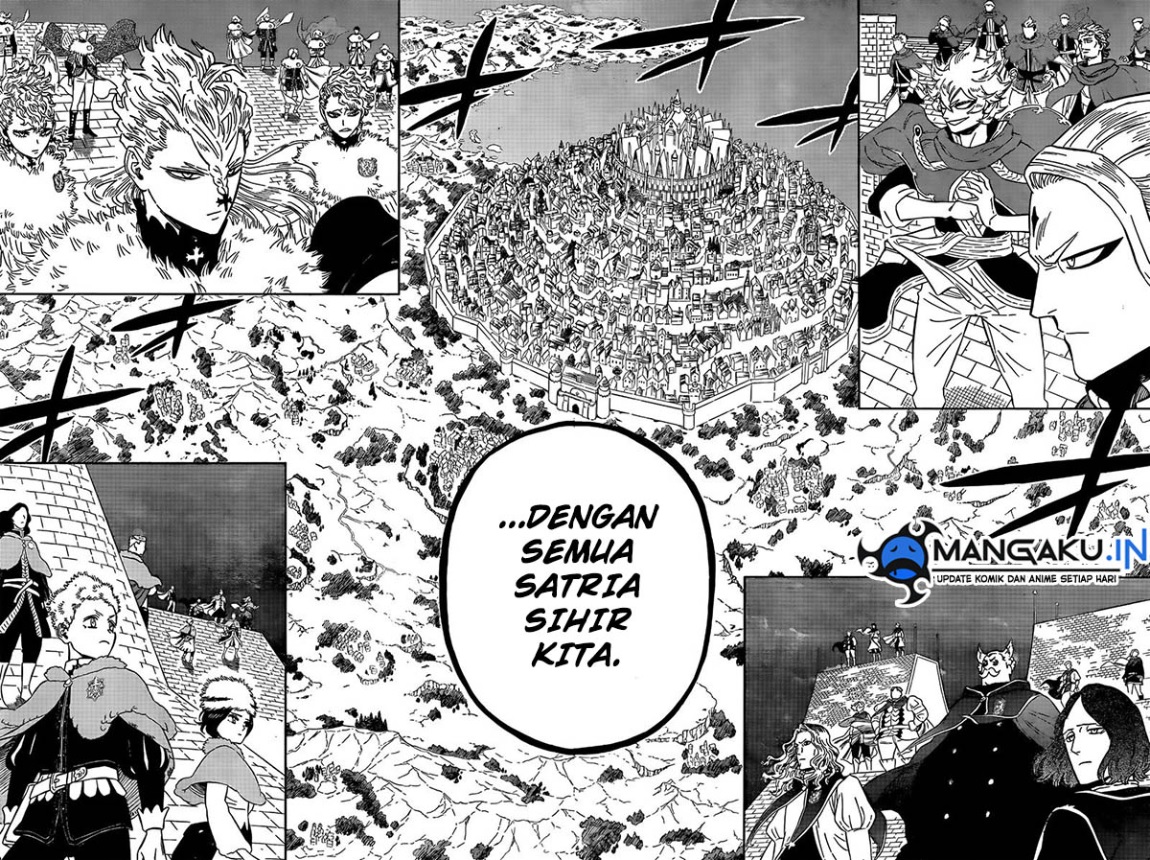 ...DENGAN
SEMUA
SATRIA
SIHIR
KITA.
MANGAKU.IN
UPDATE KOMIK DAN ANIME SETIAP HARI